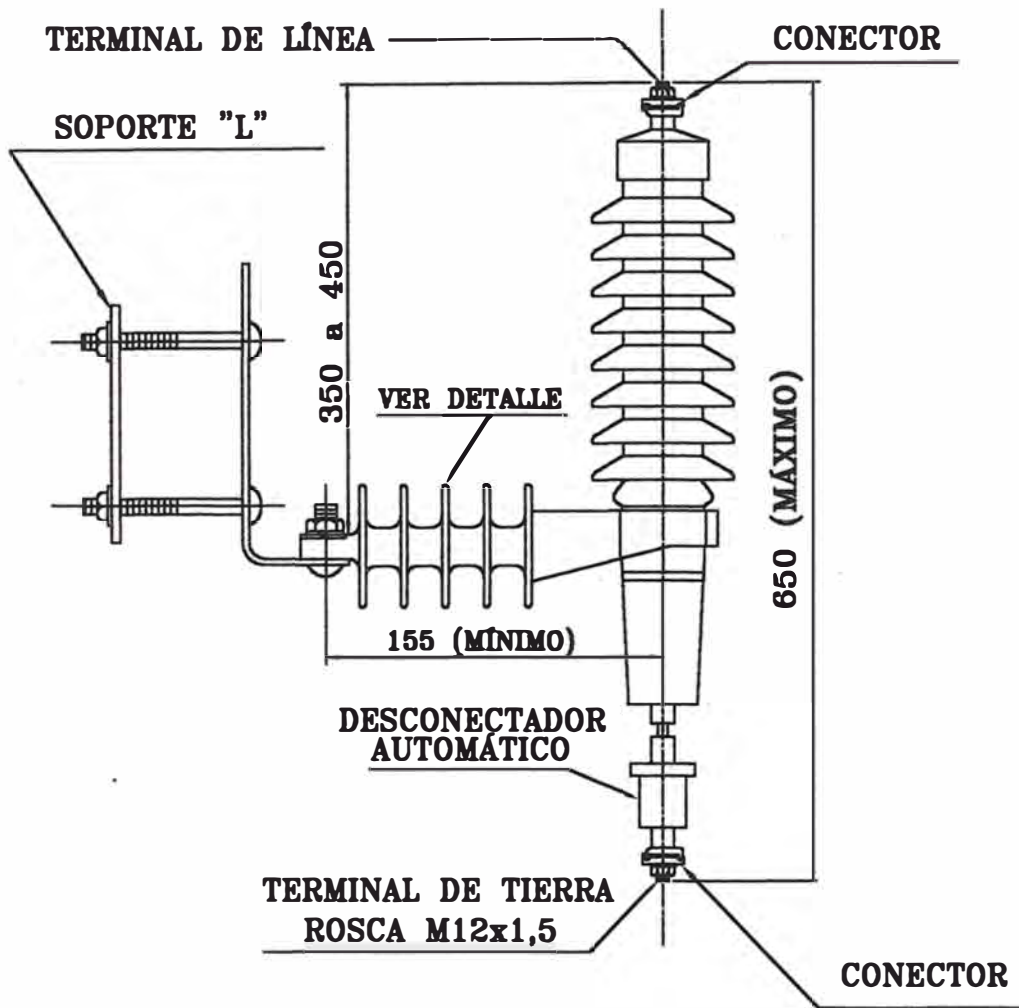 TERMINAL DE LÍNEA
CONECTOR
SOPORTE "L"
350 a 450
VER DETALLE
650 (MÁXIMO)
155 (MÍNIMO)
DESCONECTADOR
AUTOMÁTICO
TERMINAL DE TIERRA
ROSCA M12x1,5
CONECTOR